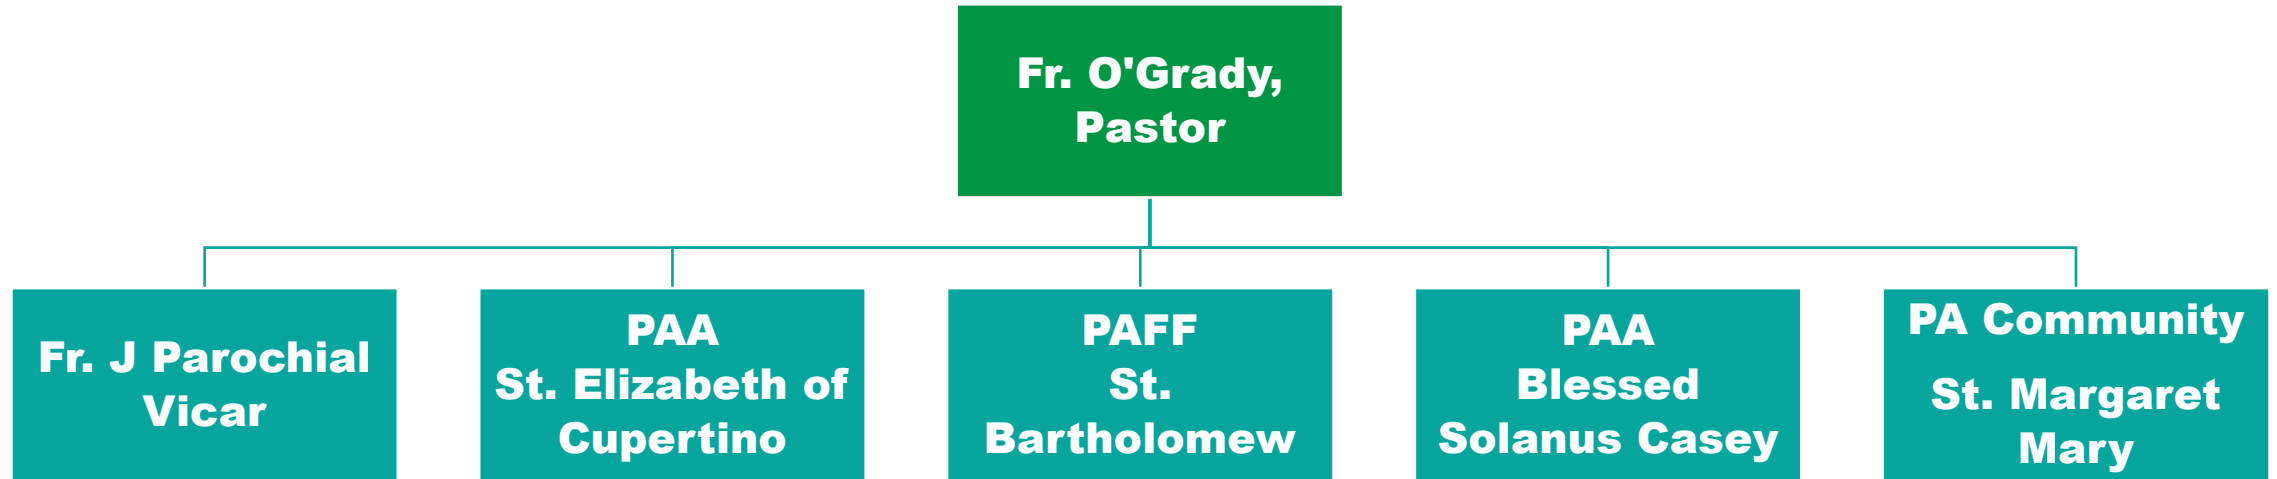 Fr. O'Grady,
Pastor
Fr. J Parochial
Vicar
PAA
St. Elizabeth of
Cupertino
PAFF
St.
Bartholomew
PAA
Blessed
Solanus Casey
PA Community
St. Margaret
Mary